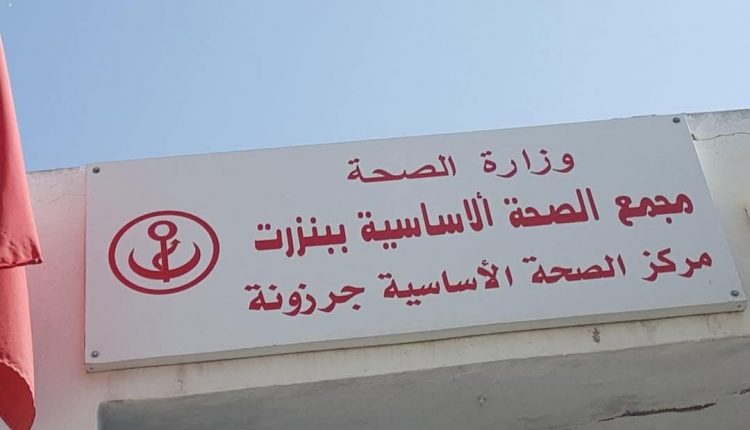 وزارة الصحة
مجمع الصحة ألاساسية ببنزرت
مركز الصحة الأساسية جرزونة